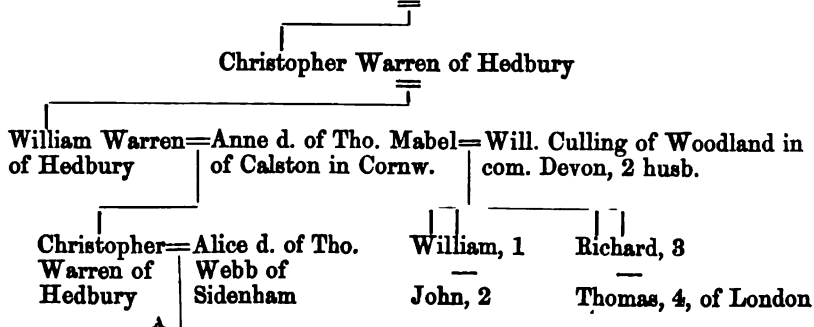 Christopher Warren of Hedbury
William Warren=Anne d. of Tho. Mabel=Will. Culling of Woodland in
of Hedbury of Calston in Cornw. com. Devon, 2 husb.
Christopher=Alice d. of Tho. William, 1 Richard, 3
Warren of Webb of
Hedbury Sidenham John, 2 Thomas, 4, of London
A